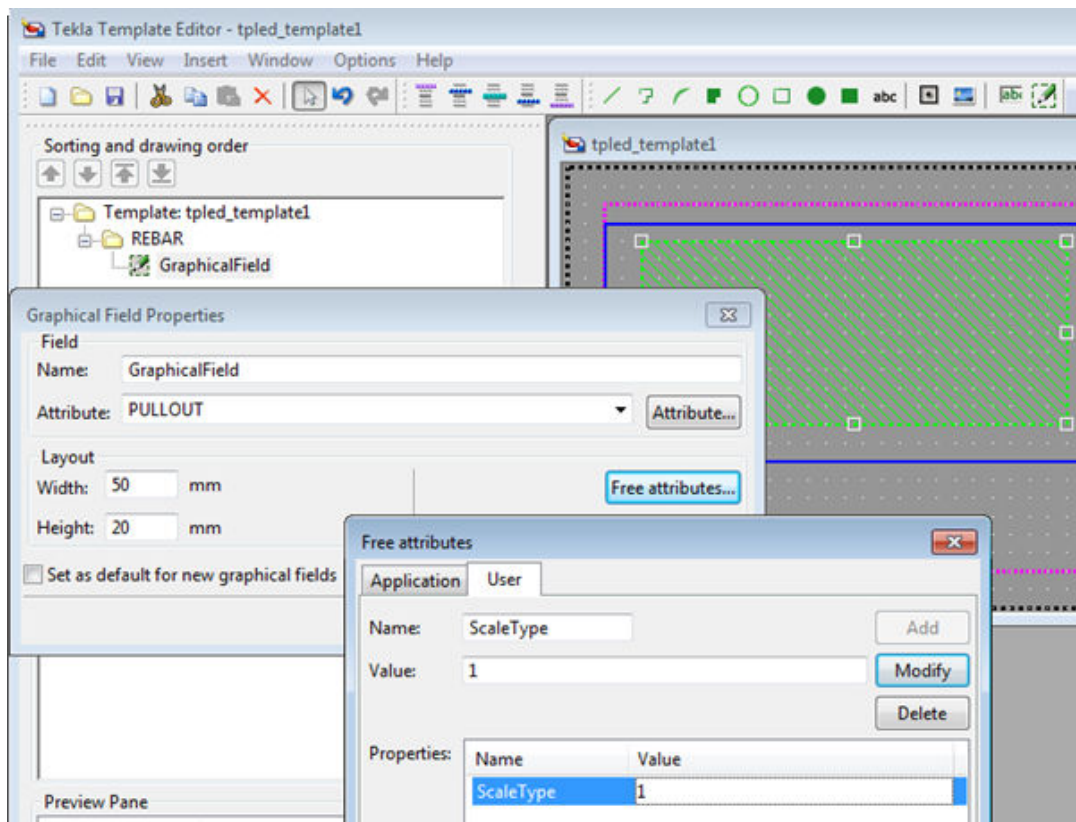 Tekla Template Editor - tpled_template1
File Edit View Insert Window Options Help
abc abc
Sorting and drawing order
tpled_template1
Template: tpled_template1
REBAR
GraphicalField
Graphical Field Properties
Field
Name: GraphicalField
Attribute: PULLOUT Attribute...
Layout
Width: 50 mm Free attributes...
Height: 20 mm
Set as default for new graphical fields
Free attributes
Application User
Name: ScaleType Add
Value: 1 Modify
Delete
Properties: Name Value
ScaleType 1
Preview Pane